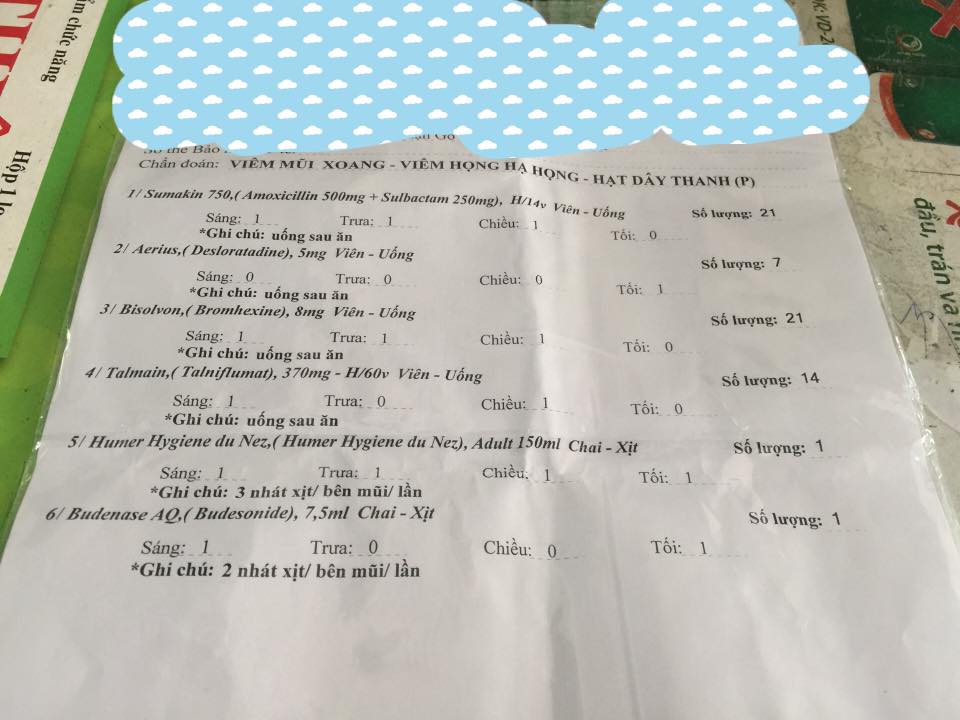 Chẩn đoán: VIÊM MŨI XOANG - VIÊM HỌNG HẠ HỌNG - HẠT DÂY THANH (P)
1/ Sumakin 750,( Amoxicillin 500mg + Sulbactam 250mg), H/14v Viên - Uống Số lượng: 21
Sáng: 1 Trưa: 1 Chiều: 1 Tối: 0
*Ghi chú: uống sau ăn
2/ Aerius,( Desloratadine), 5mg Viên - Uống Số lượng: 7
Sáng: 0 Trưa: 0 Chiều: 0 Tối: 1
*Ghi chú: uống sau ăn
3/ Bisolvon,( Bromhexine), 8mg Viên - Uống Số lượng: 21
Sáng: 1 Trưa: 1 Chiều: 1 Tối: 0
*Ghi chú: uống sau ăn
4/ Talmain,( Talniflumat), 370mg - H/60v Viên - Uống Số lượng: 14
Sáng: 1 Trưa: 0 Chiều: 1 Tối: 0
*Ghi chú: uống sau ăn
5/ Humer Hygiene du Nez,( Humer Hygiene du Nez), Adult 150ml Chai - Xịt Số lượng: 1
Sáng: 1 Trưa: 1 Chiều: 1 Tối: 1
*Ghi chú: 3 nhát xịt/ bên mũi/ lần
6/ Budenase AQ,( Budesonide), 7,5ml Chai - Xịt Số lượng: 1
Sáng: 1 Trưa: 0 Chiều: 0 Tối: 1
*Ghi chú: 2 nhát xịt/ bên mũi/ lần
chức năng
Hộp 1
đầu, trán và